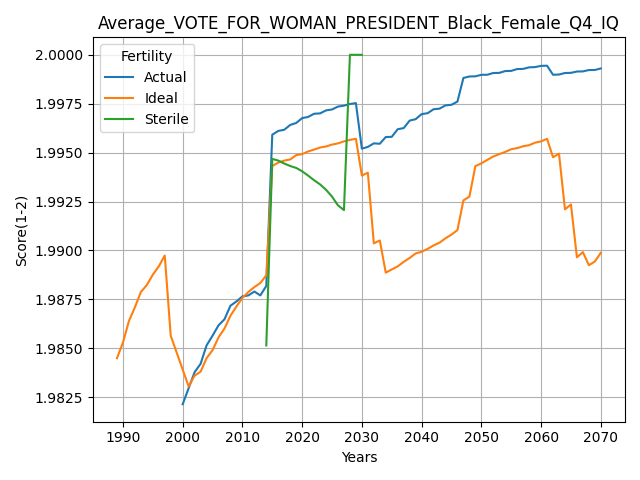 Average_VOTE_FOR_WOMAN_PRESIDENT_Black_Female_Q4_IQ
Fertility
Actual
Ideal
Sterile
Score(1-2)
2.0000
1.9975
1.9950
1.9925
1.9900
1.9875
1.9850
1.9825
1990 2000 2010 2020 2030 2040 2050 2060 2070
Years